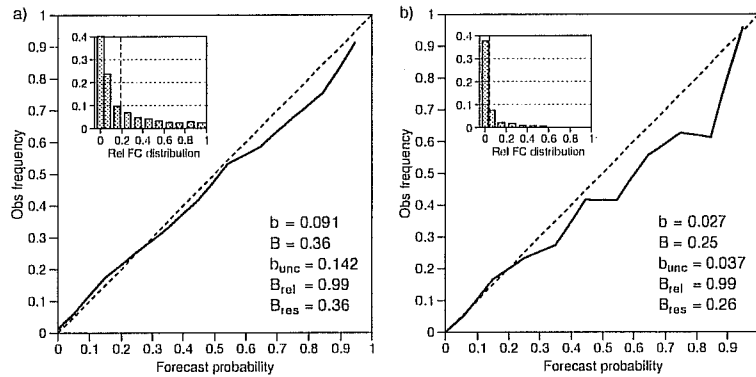 a)
1
0.9
0.8
0.7
0.6
0.5
0.4
0.3
0.2
0.1
0
Obs frequency
0.4
0.3
0.2
0.1
0
0 0.2 0.4 0.6 0.8 1
Rel FC distribution
b = 0.091
B = 0.36
bunc = 0.142
Brel = 0.99
Bres = 0.36
0 0.1 0.2 0.3 0.4 0.5 0.6 0.7 0.8 0.9 1
Forecast probability
b)
1
0.9
0.8
0.7
0.6
0.5
0.4
0.3
0.2
0.1
0
Obs frequency
0.4
0.3
0.2
0.1
0
0 0.2 0.4 0.6 0.8 1
Rel FC distribution
b = 0.027
B = 0.25
bunc = 0.037
Brel = 0.99
Bres = 0.26
0 0.1 0.2 0.3 0.4 0.5 0.6 0.7 0.8 0.9
Forecast probability